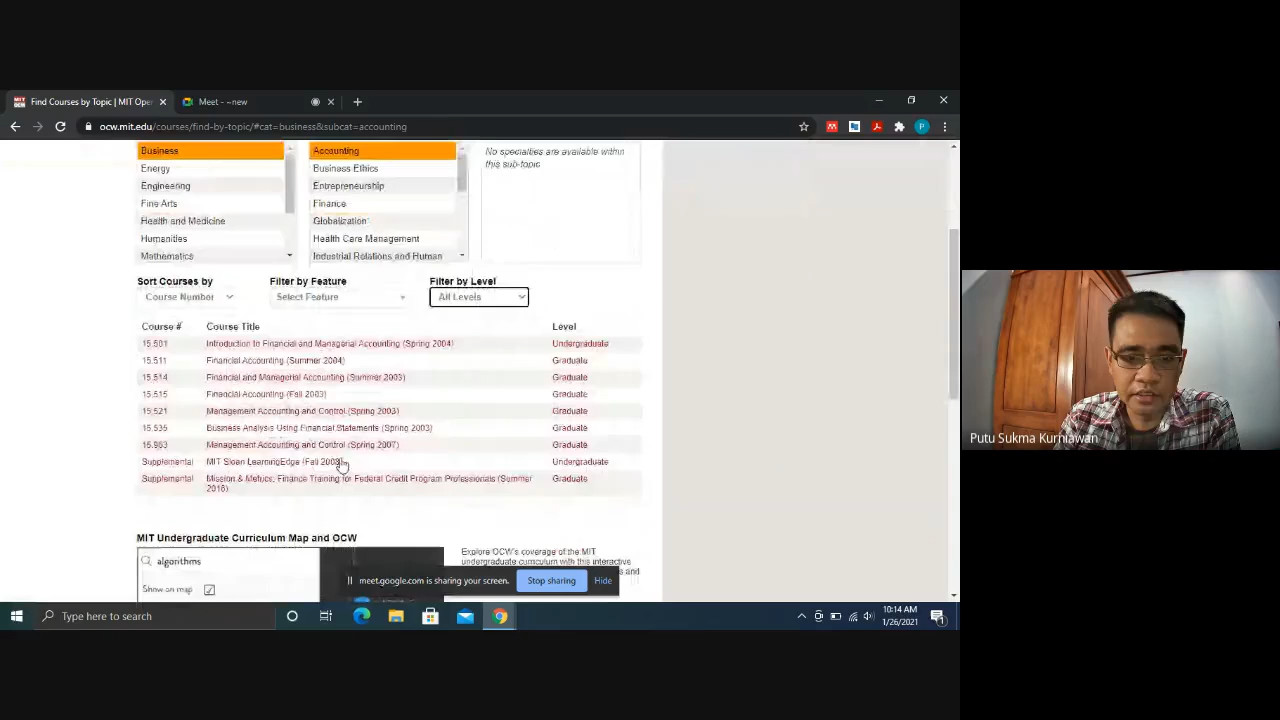 Find Courses by Topic | MIT Oper
Meet - ~new
ocw.mit.edu/courses/find-by-topic/#cat=business&subcat=accounting
P
Business
Energy
Engineering
Fine Arts
Health and Medicine
Humanities
Mathematics
Accounting
Business Ethics
Entrepreneurship
Finance
Globalization
Health Care Management
Industrial Relations and Human
No specialties are available within
this sub-topic
Sort Courses by
Course Number
Filter by Feature
Select Feature
Filter by Level
All Levels
Course # Course Title Level
15.501 Introduction to Financial and Managerial Accounting (Spring 2004) Undergraduate
15.511 Financial Accounting (Summer 2004) Graduate
15.514 Financial and Managerial Accounting (Summer 2003) Graduate
15.515 Financial Accounting (Fall 2003) Graduate
15.521 Management Accounting and Control (Spring 2003) Graduate
15.535 Business Analysis Using Financial Statements (Spring 2003) Graduate
15.963 Management Accounting and Control (Spring 2007) Graduate
Supplemental MIT Sloan LearningEdge (Fall Undergraduate
Supplemental Mission & Metrics: Finance Training for Federal Credit Program Professionals (Summer Graduate
2016)
MIT Undergraduate Curriculum Map and OCW
algorithms
Show on map
Explore OCW's coverage of the MIT
undergraduate curriculum with this interactive
s and
meet.google.com is sharing your screen. Stop sharing Hide
Type here to search
10:14 AM
1/26/2021
1
Putu Sukma Kurniawan